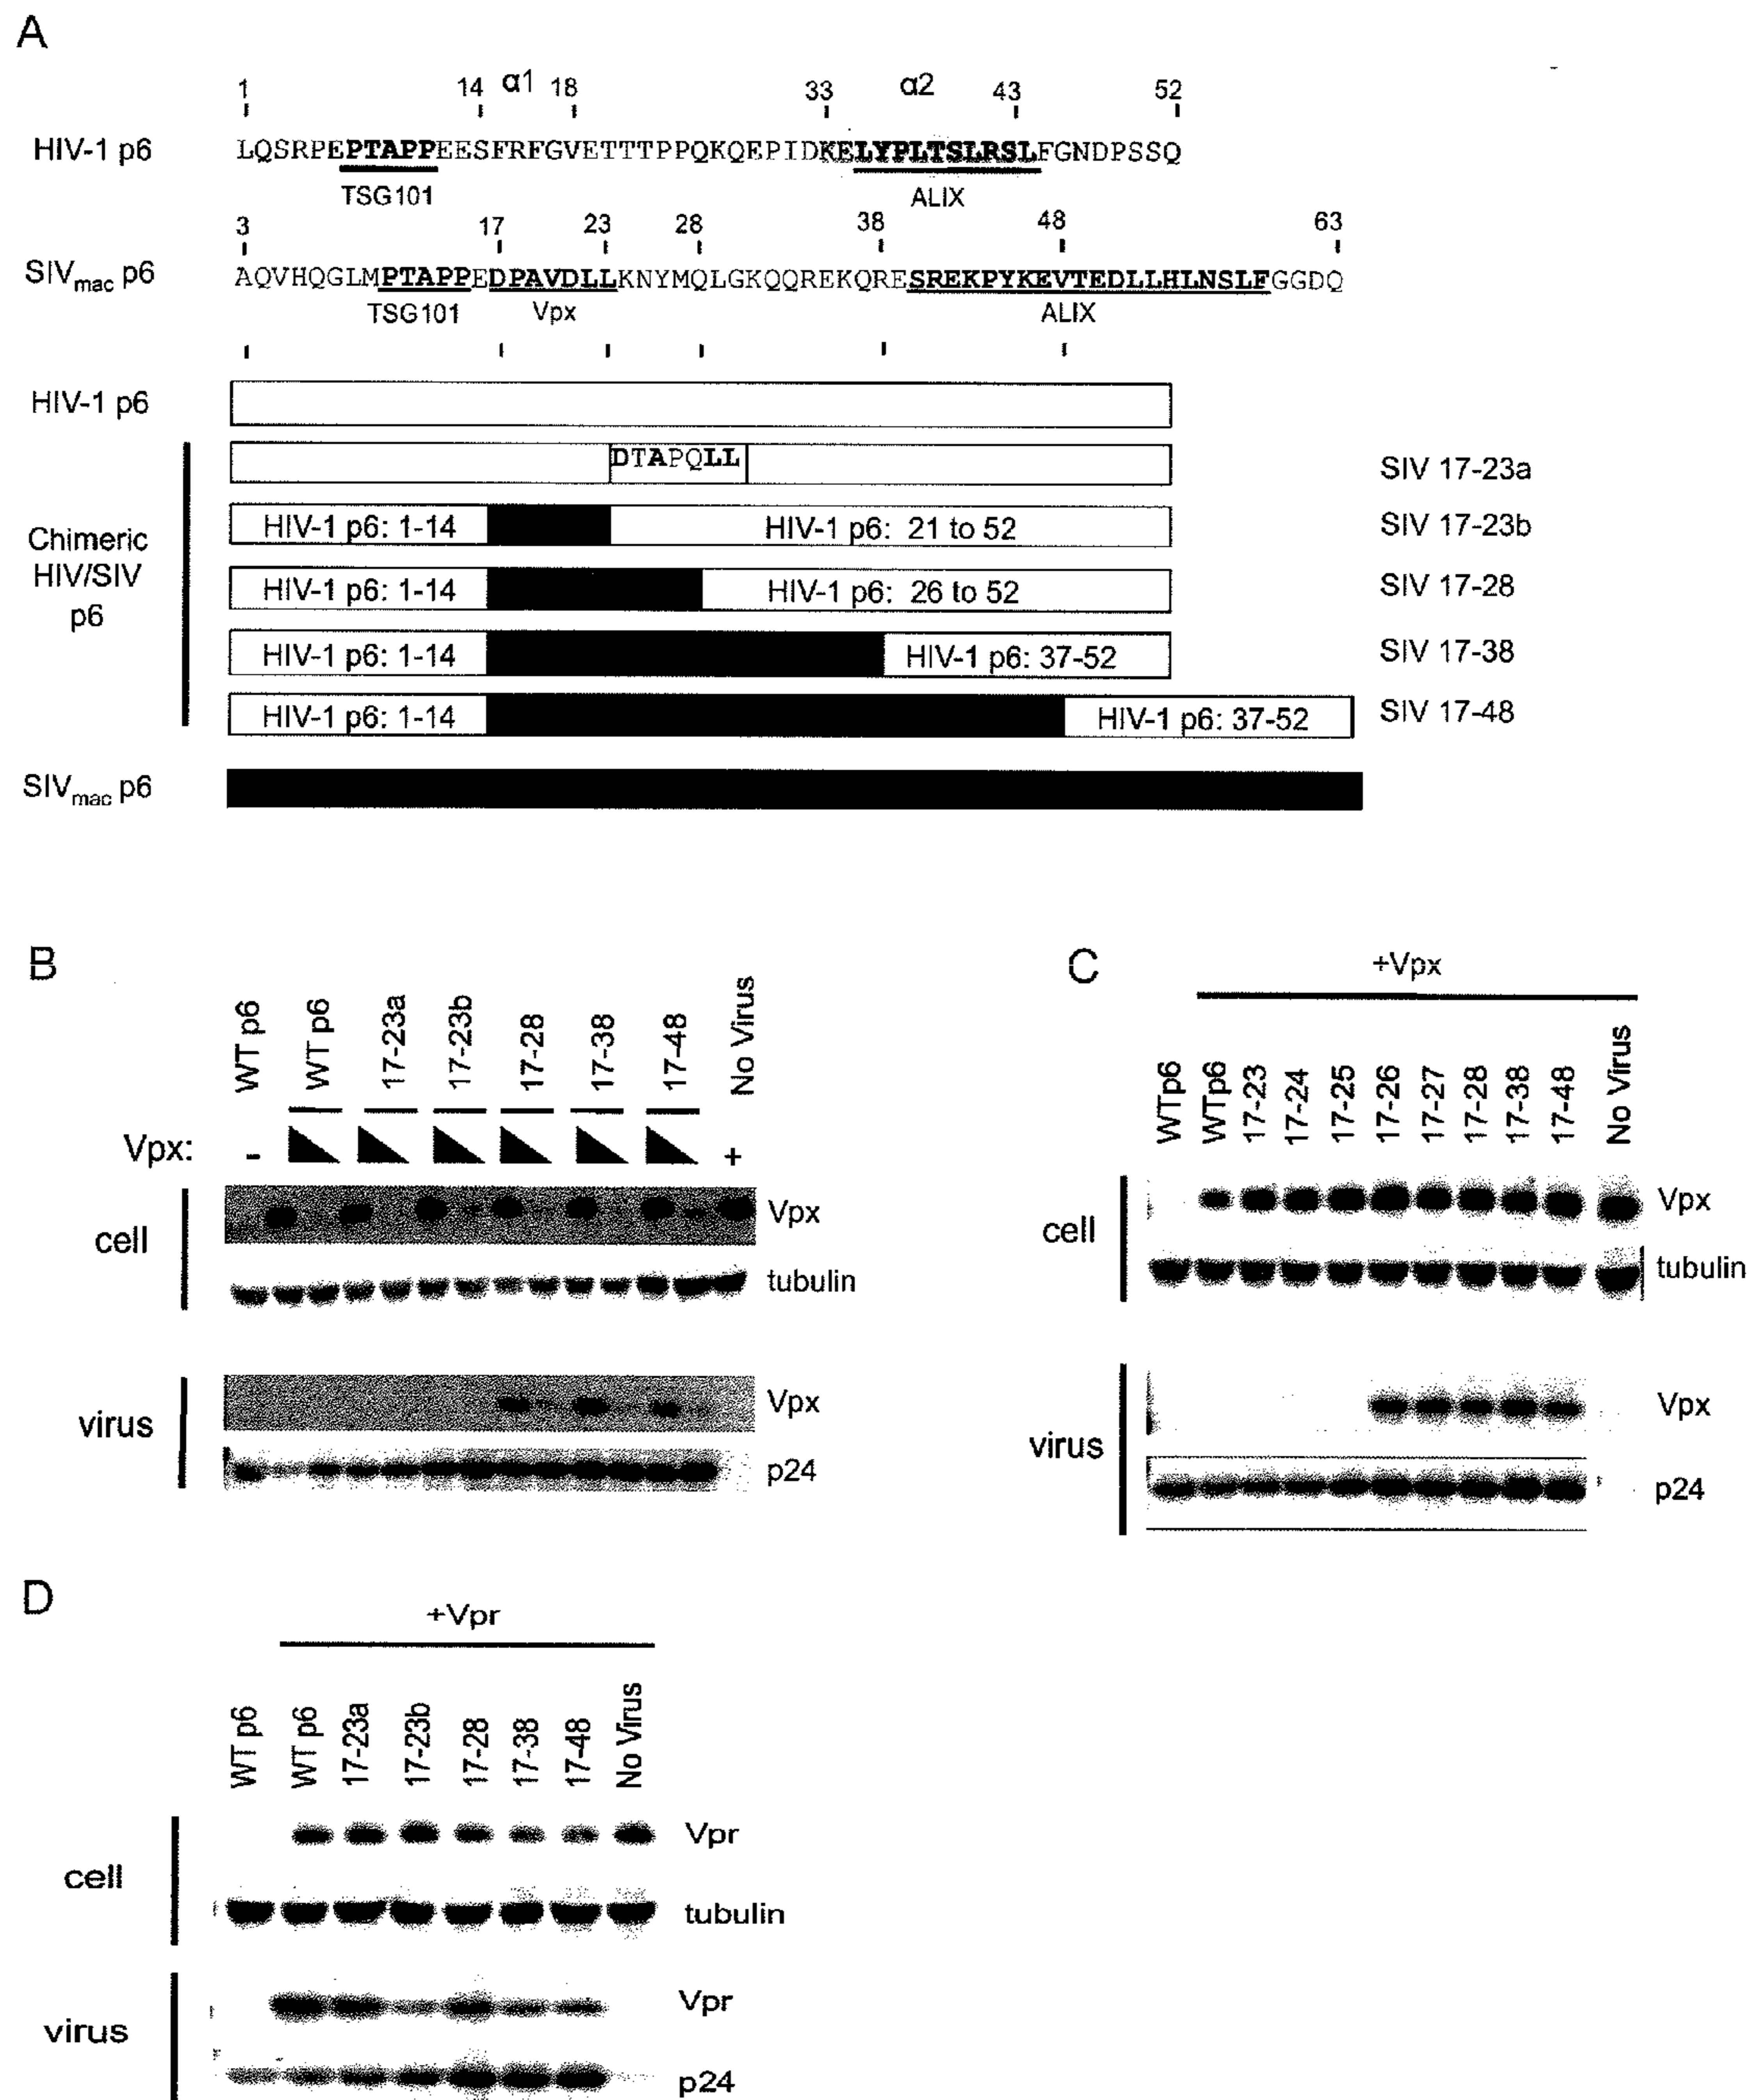 A
1 14 α1 18 33 α2 43 52
HIV-1 p6 LQSRPEPTAPPEESFRFGVETTTPPQKQEPIDKELYPLTSLRSLFGNDPSSQ
TSG101 ALIX
3 17 23 28 38 48 63
SIVmac p6 AQVHQGLMPTAPPEDPAVDLLKNYMQLGKQQREKQRESREKPYKEVTEDLLHLNSLFGGDQ
TSG101 Vpx ALIX
HIV-1 p6
DTAPQLL SIV 17-23a
HIV-1 p6: 1-14 HIV-1 p6: 21 to 52 SIV 17-23b
Chimeric
HIV/SIV
p6
HIV-1 p6: 1-14 HIV-1 p6: 26 to 52 SIV 17-28
HIV-1 p6: 1-14 HIV-1 p6: 37-52 SIV 17-38
HIV-1 p6: 1-14 HIV-1 p6: 37-52 SIV 17-48
SIVmac p6
B
WT p6 WT p6 17-23a 17-23b 17-28 17-38 17-48 No Virus
Vpx: - +
cell
Vpx
tubulin
virus
Vpx
p24
C
+Vpx
WTp6 WTp6 17-23 17-24 17-25 17-26 17-27 17-28 17-38 17-48 No Virus
cell
Vpx
tubulin
virus
Vpx
p24
D
+Vpr
WT p6 WT p6 17-23a 17-23b 17-28 17-38 17-48 No Virus
cell
Vpr
tubulin
virus
Vpr
p24